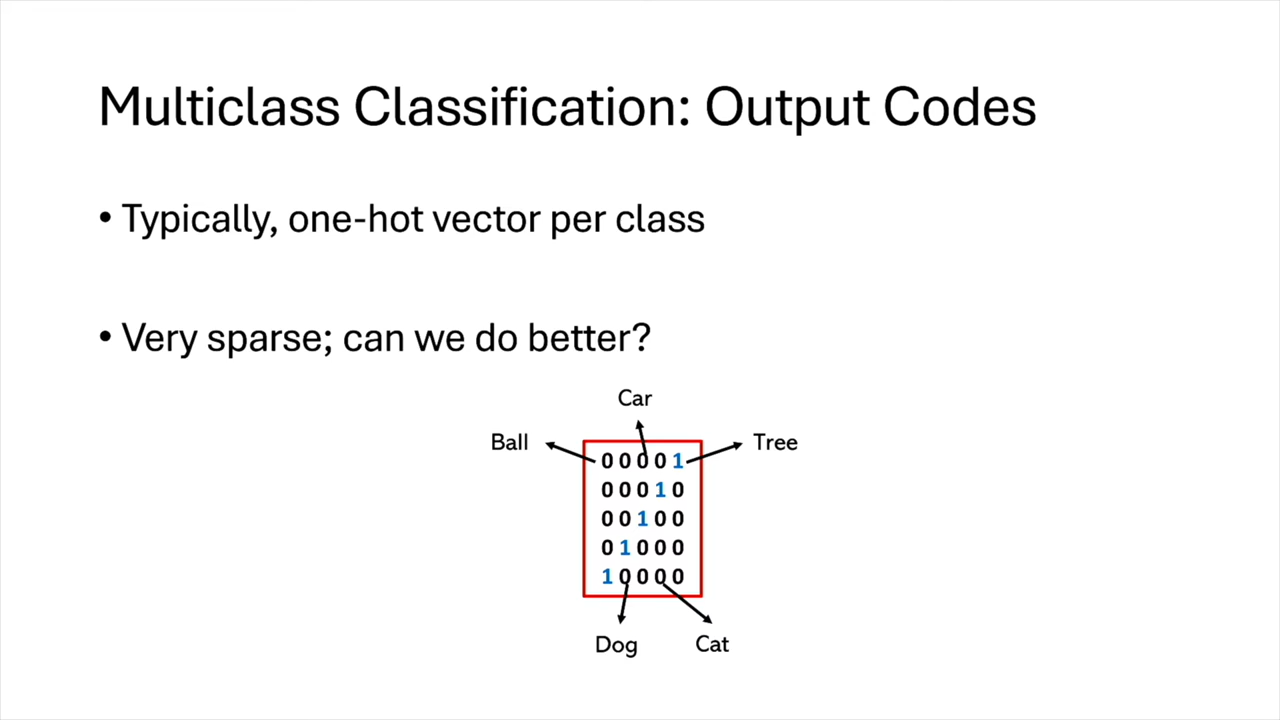 Multiclass Classification: Output Codes
• Typically, one-hot vector per class
• Very sparse; can we do better?
Car
Ball
Tree
0 0 0 0 1
0 0 0 1 0
0 0 1 0 0
0 1 0 0 0
1 0 0 0 0
Dog
Cat